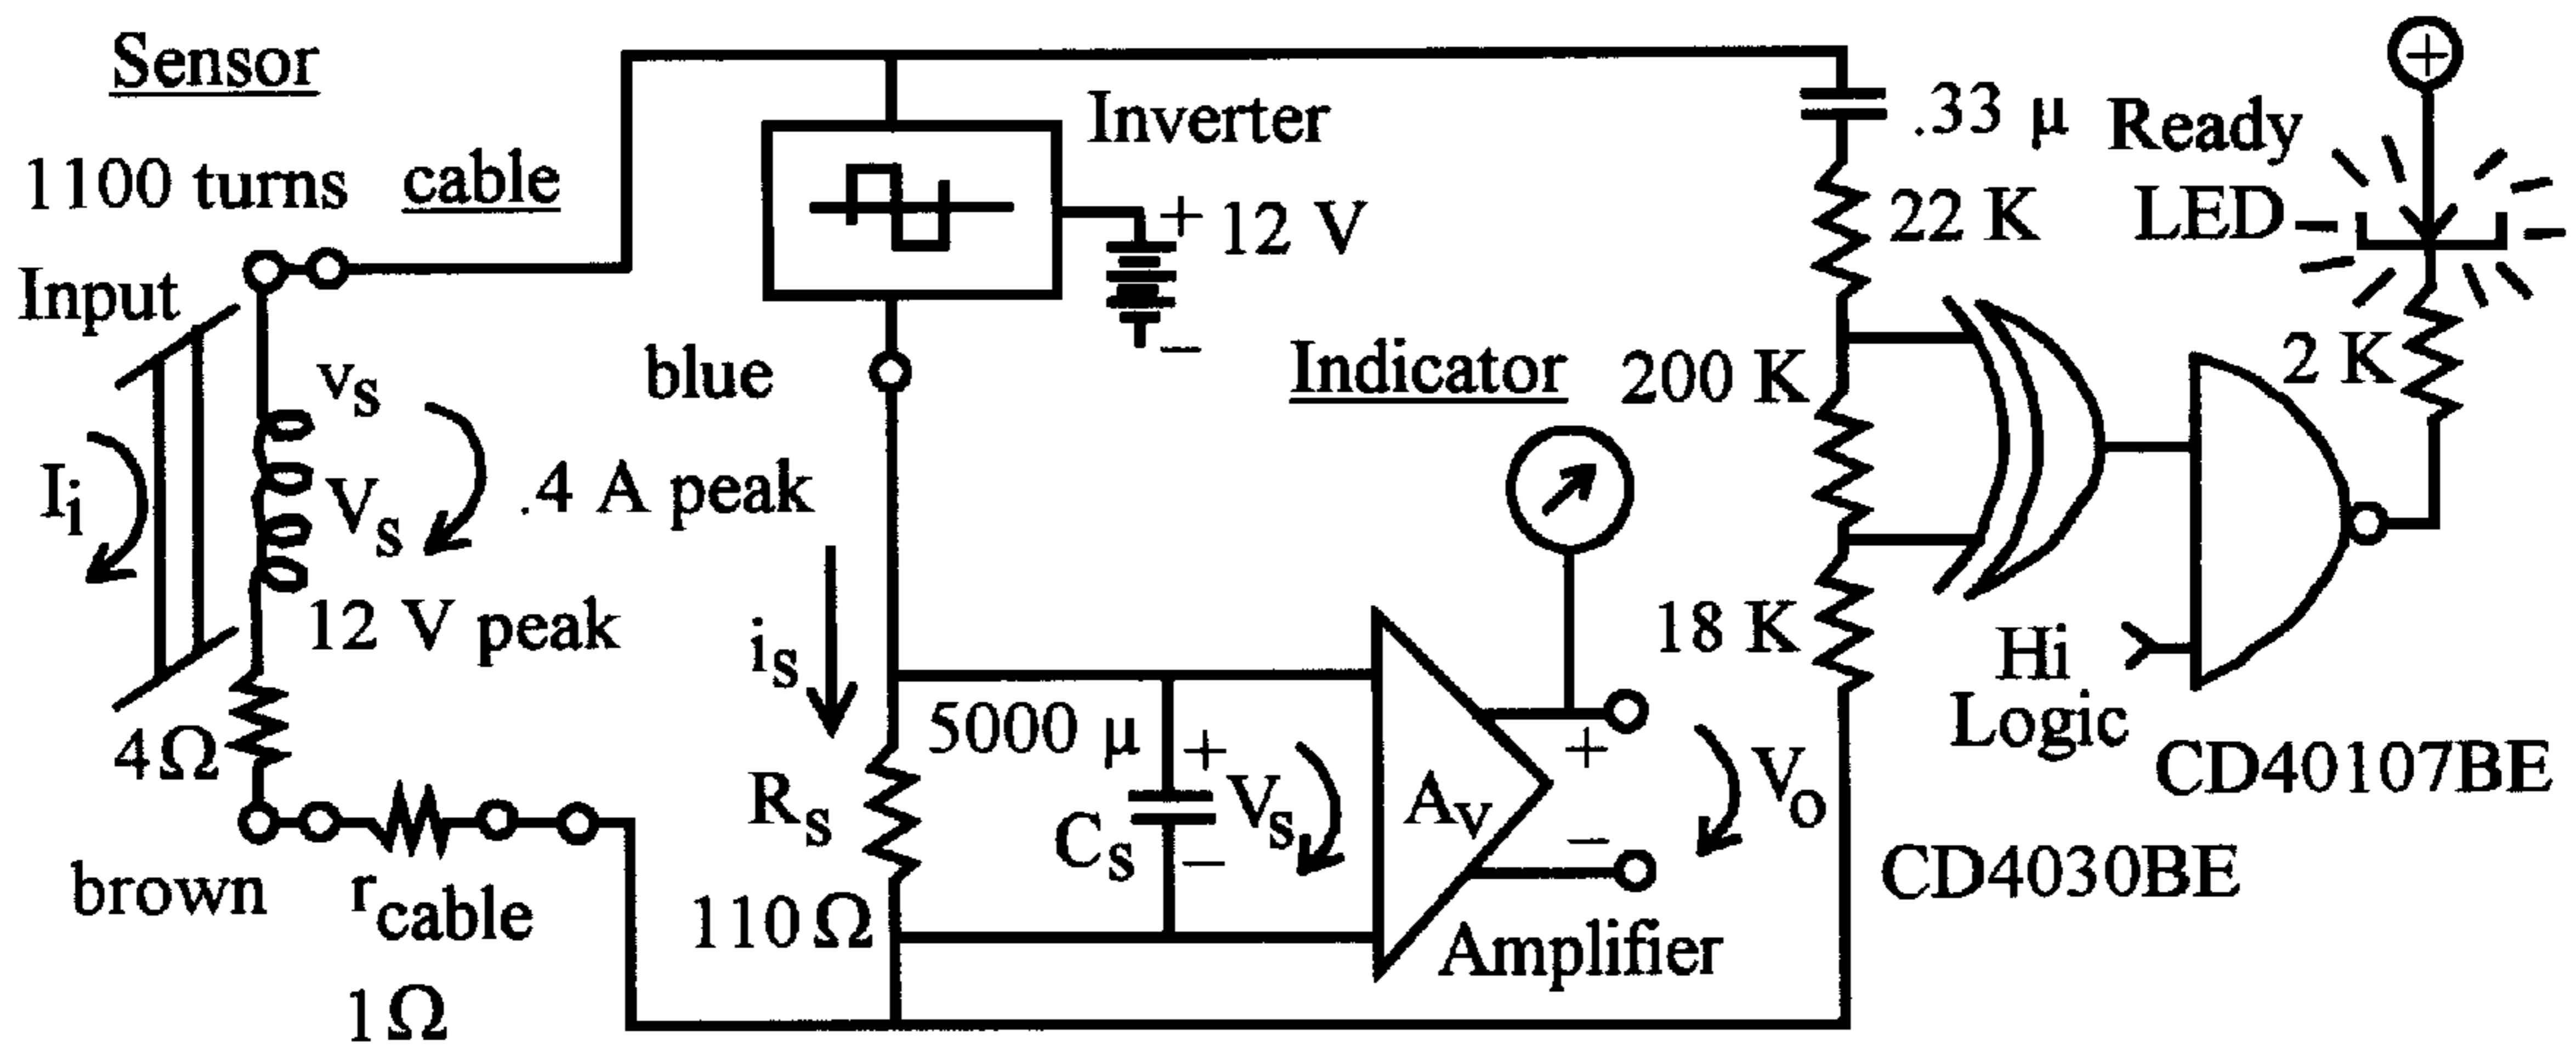 Sensor
1100 turns
cable
Input
Ii
vs
Vs
.4 A peak
12 V peak
4Ω
brown
rcable
1Ω
Inverter
+
12 V
−
blue
is
Rs
110 Ω
5000 μ
Cs
+
Vs
−
Av
Amplifier
Indicator
+
−
Vo
.33 μ
22 K
200 K
18 K
Ready
LED
+
2 K
Hi
Logic
CD40107BE
CD4030BE